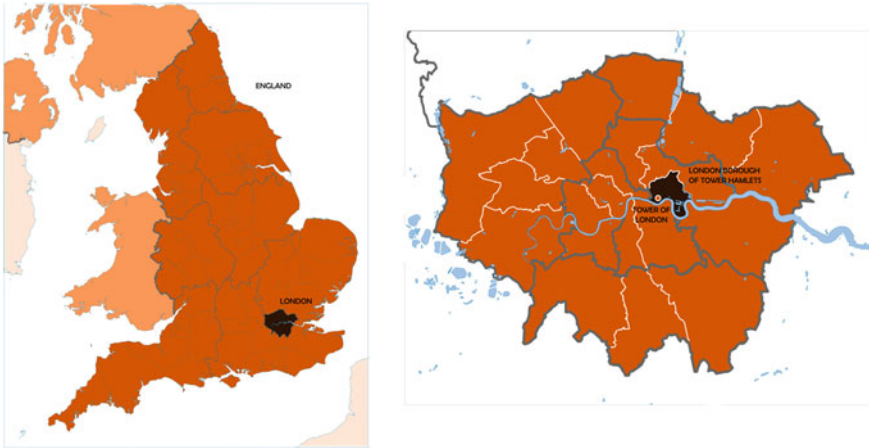 ENGLAND
LONDON
LONDON BOROUGH
OF TOWER HAMLETS
TOWER OF
LONDON